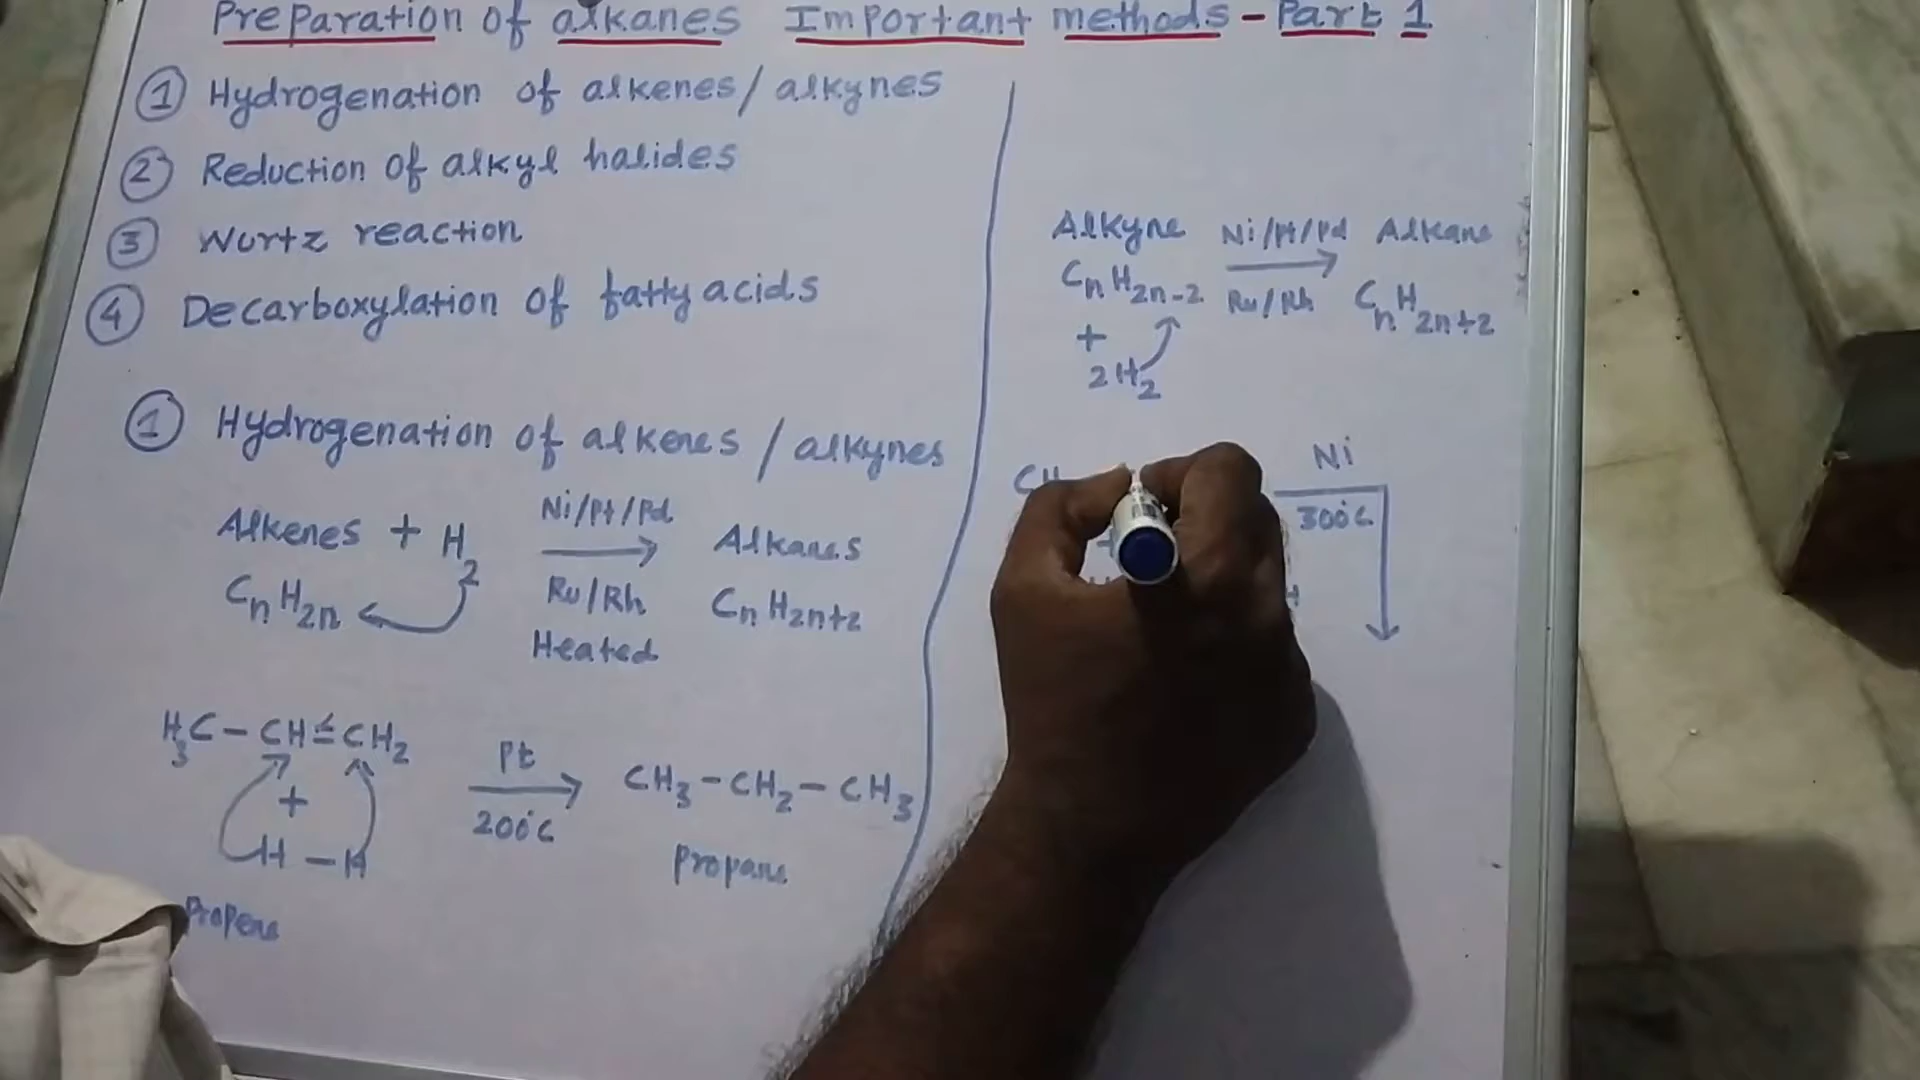 Preparation of alkanes Important methods - Part 1
① Hydrogenation of alkenes / alkynes
② Reduction of alkyl halides
③ Wurtz reaction
④ Decarboxylation of fatty acids
① Hydrogenation of alkenes / alkynes
Alkenes + H2 Ni/Pt/Pd Alkanes
CnH2n Ru/Rh CnH2n+2
Heated
H3C - CH = CH2 Pt CH3 - CH2 - CH3
+ 200°C
H - H Propane
Propene
Alkyne Ni/Pt/Pd Alkane
CnH2n-2 Ru/Rh CnH2n+2
+
2H2
CH Ni
+ 300°C
H